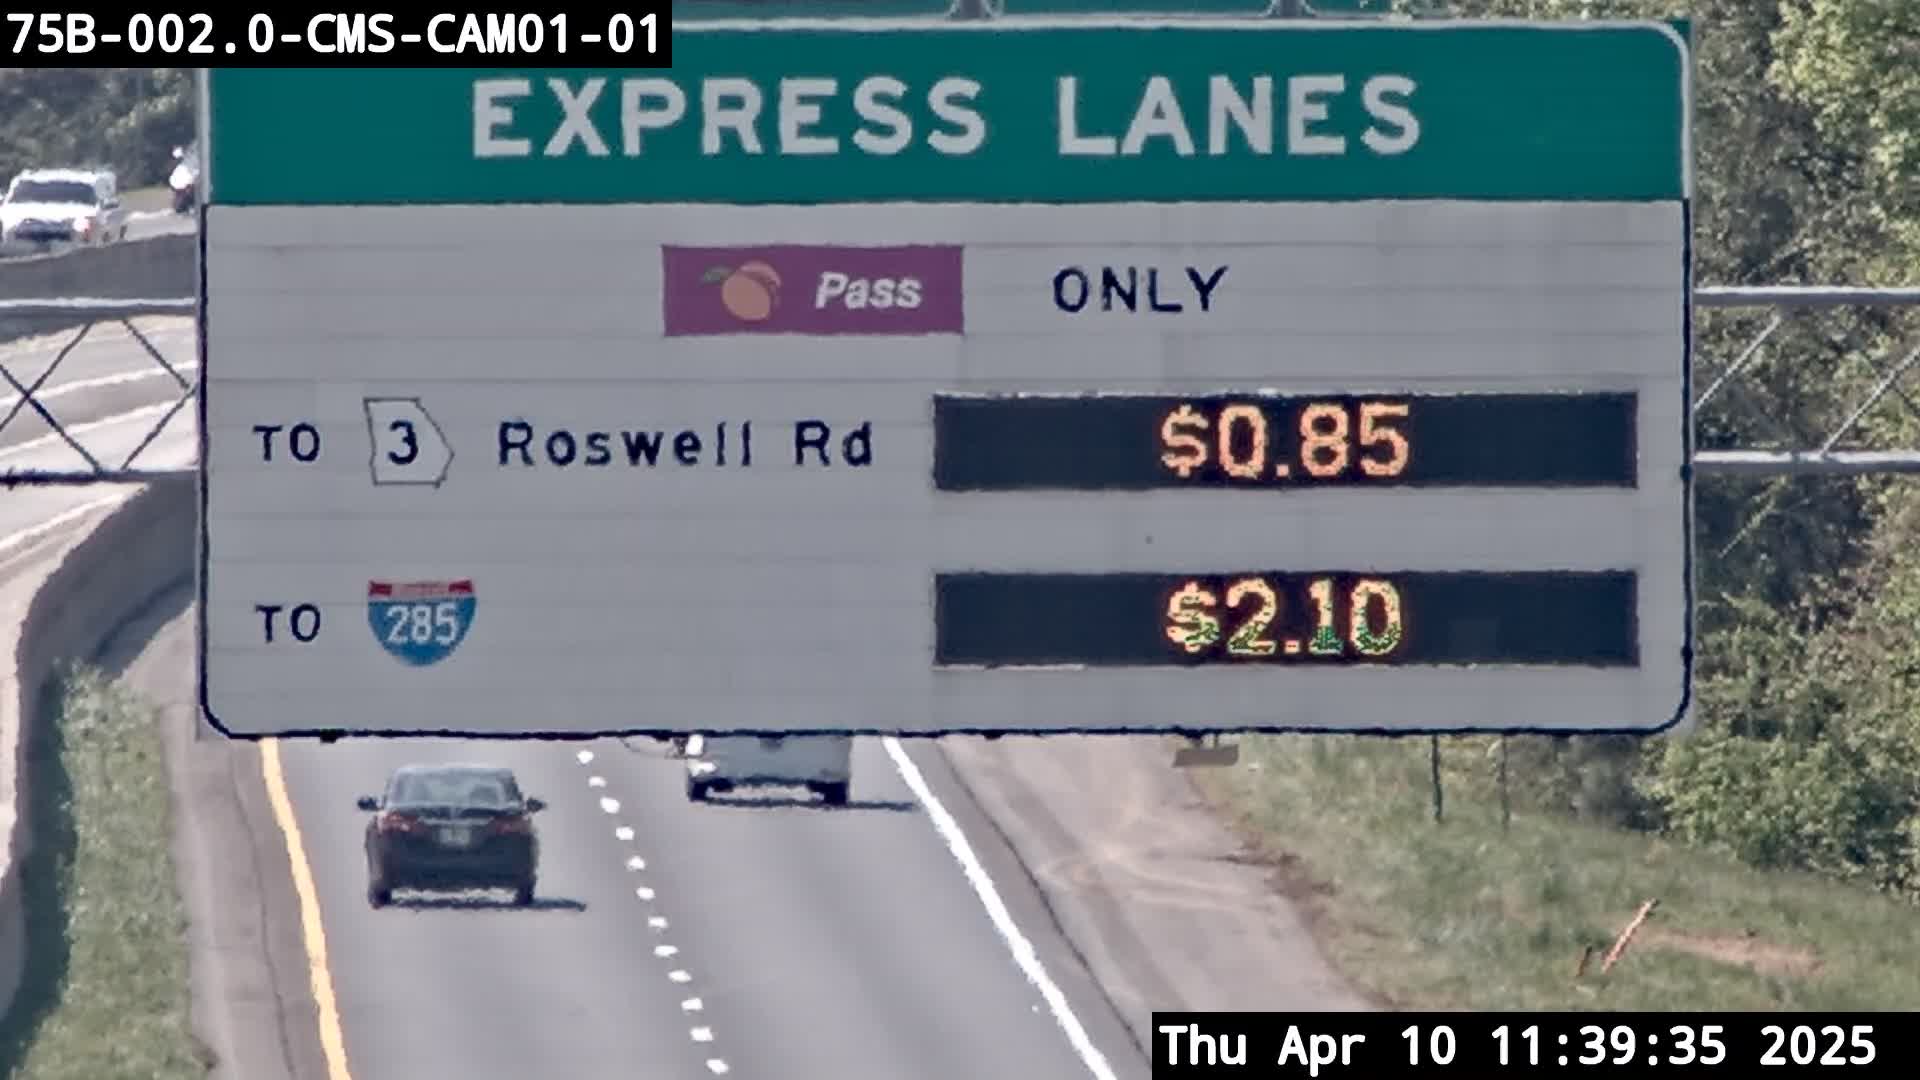 75B-002.0-CMS-CAM01-01
EXPRESS LANES
Pass ONLY
TO 3 Roswell Rd $0.85
TO 285 $2.10
Thu Apr 10 11:39:35 2025